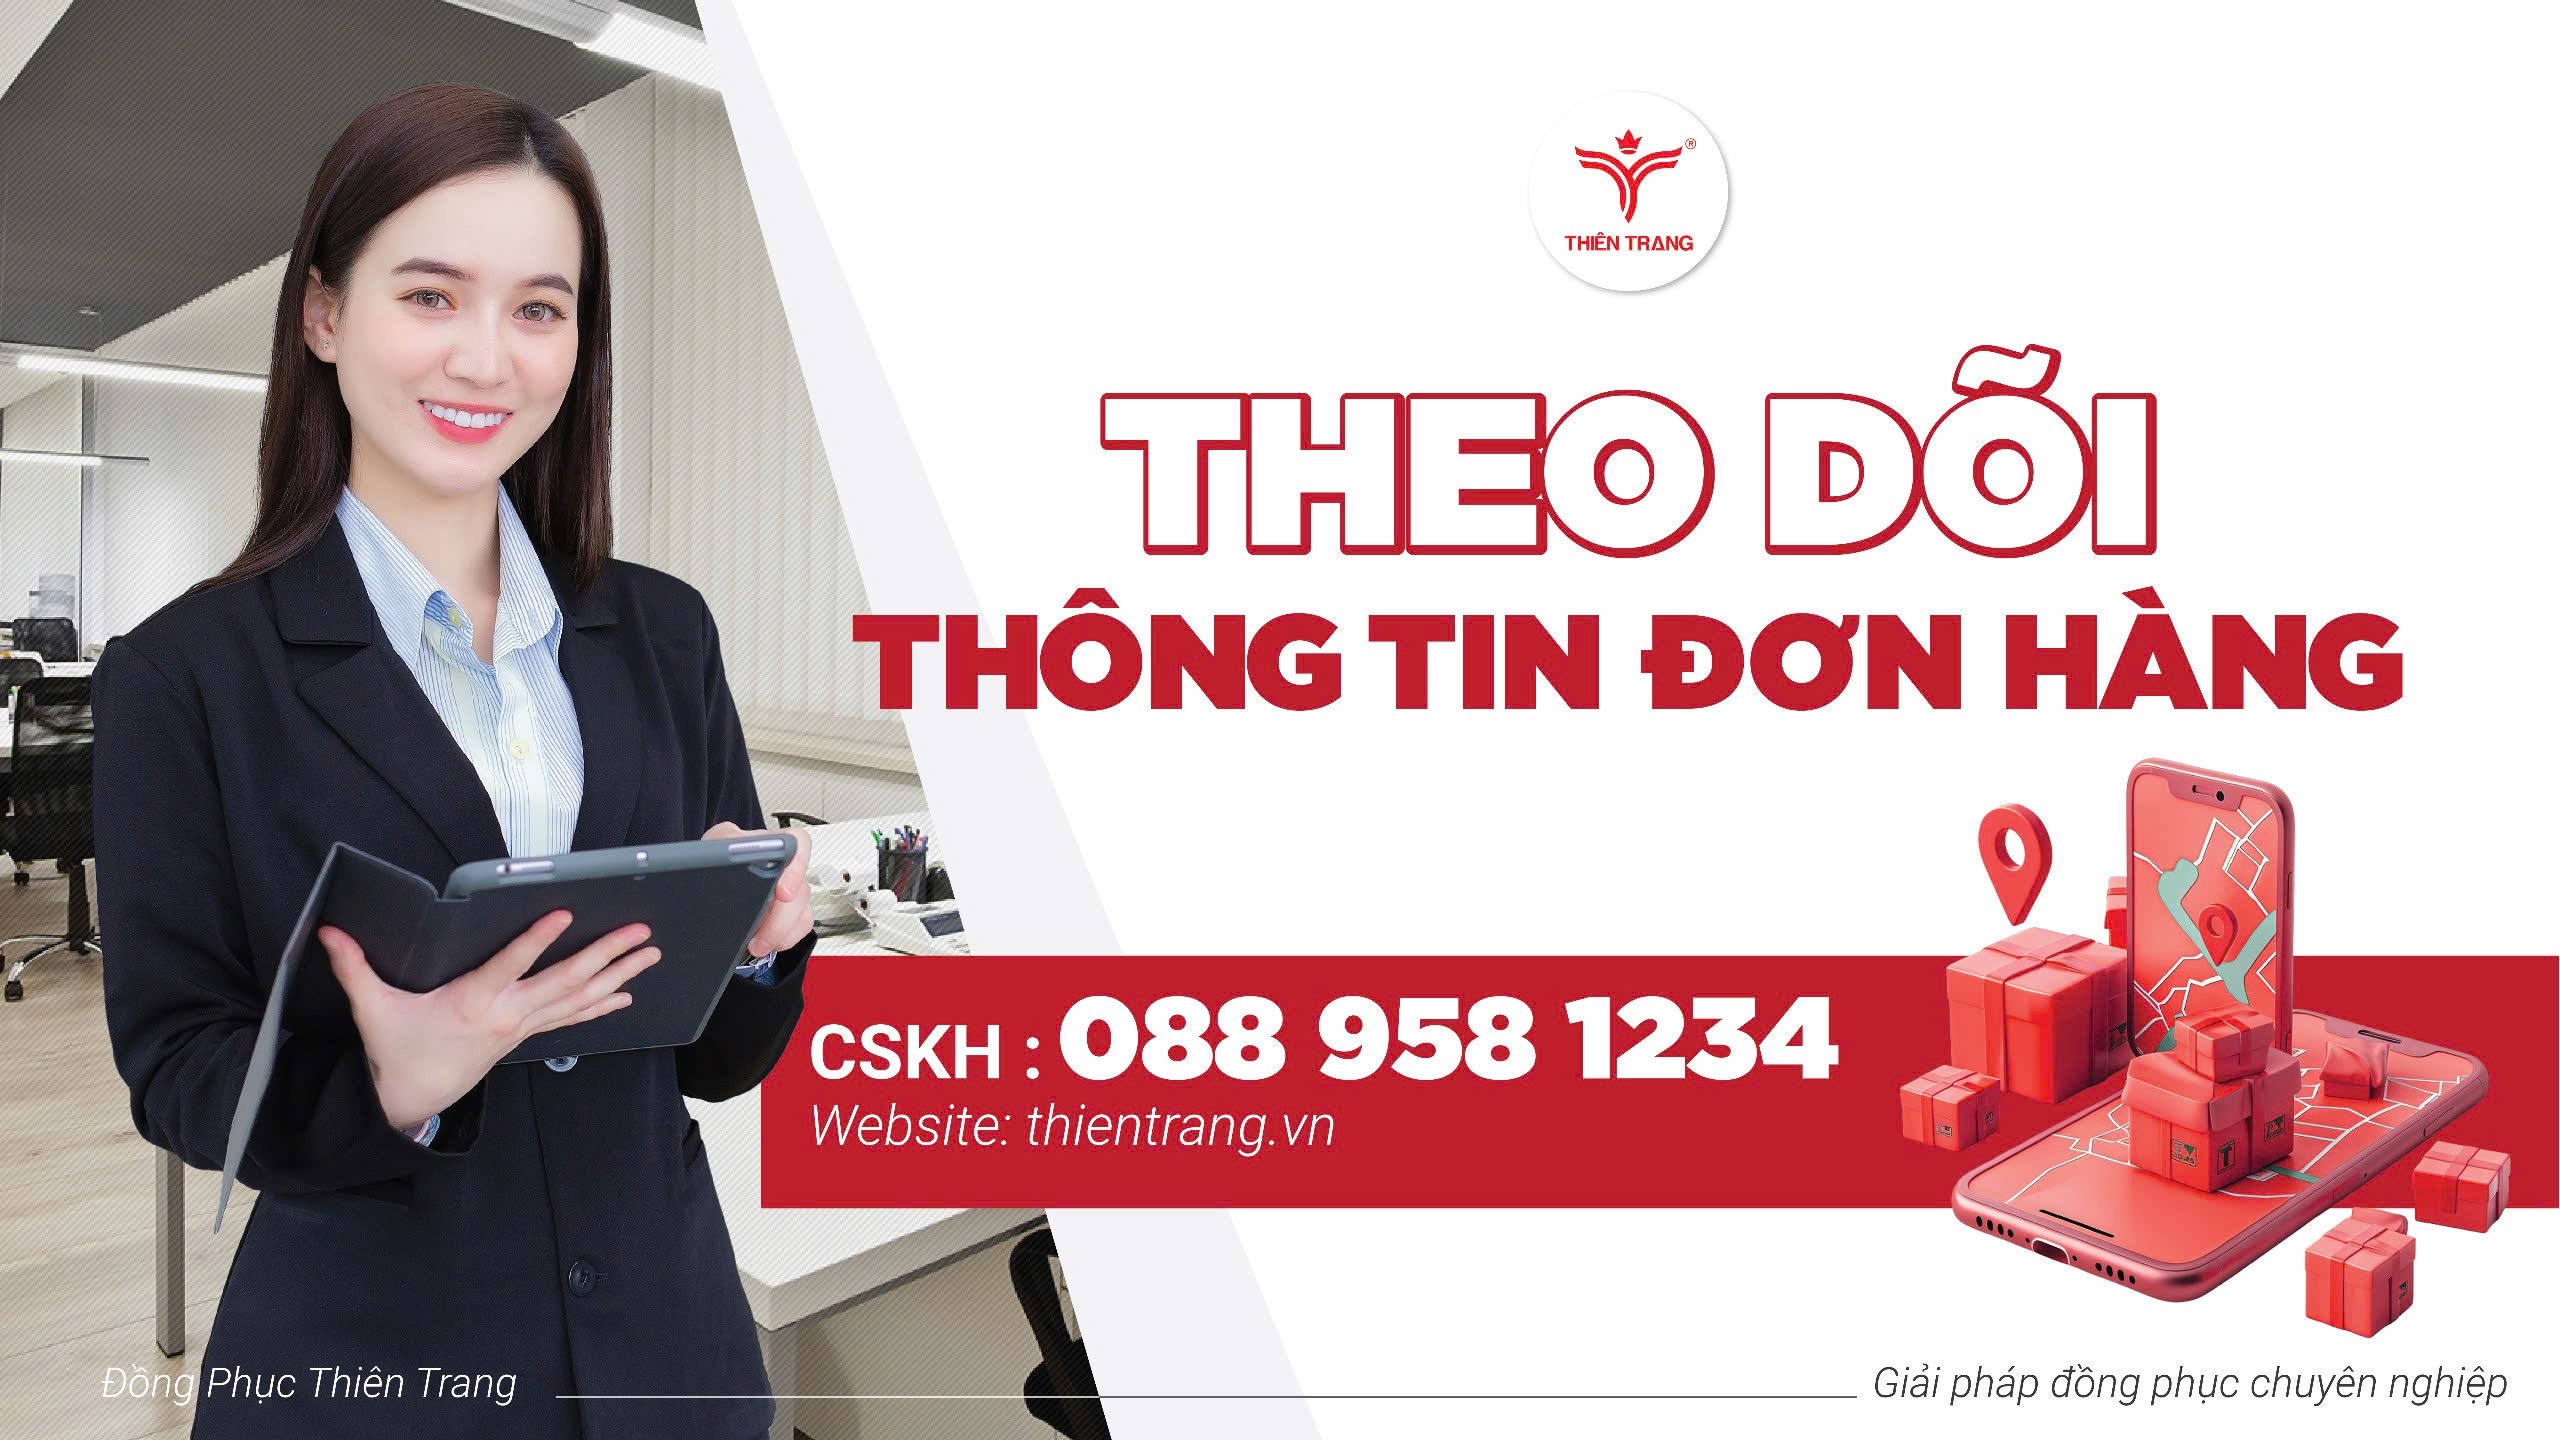 THIÊN TRANG
®
THEO DÕI
THÔNG TIN ĐƠN HÀNG
CSKH : 088 958 1234
Website: thientrang.vn
Đồng Phục Thiên Trang
Giải pháp đồng phục chuyên nghiệp